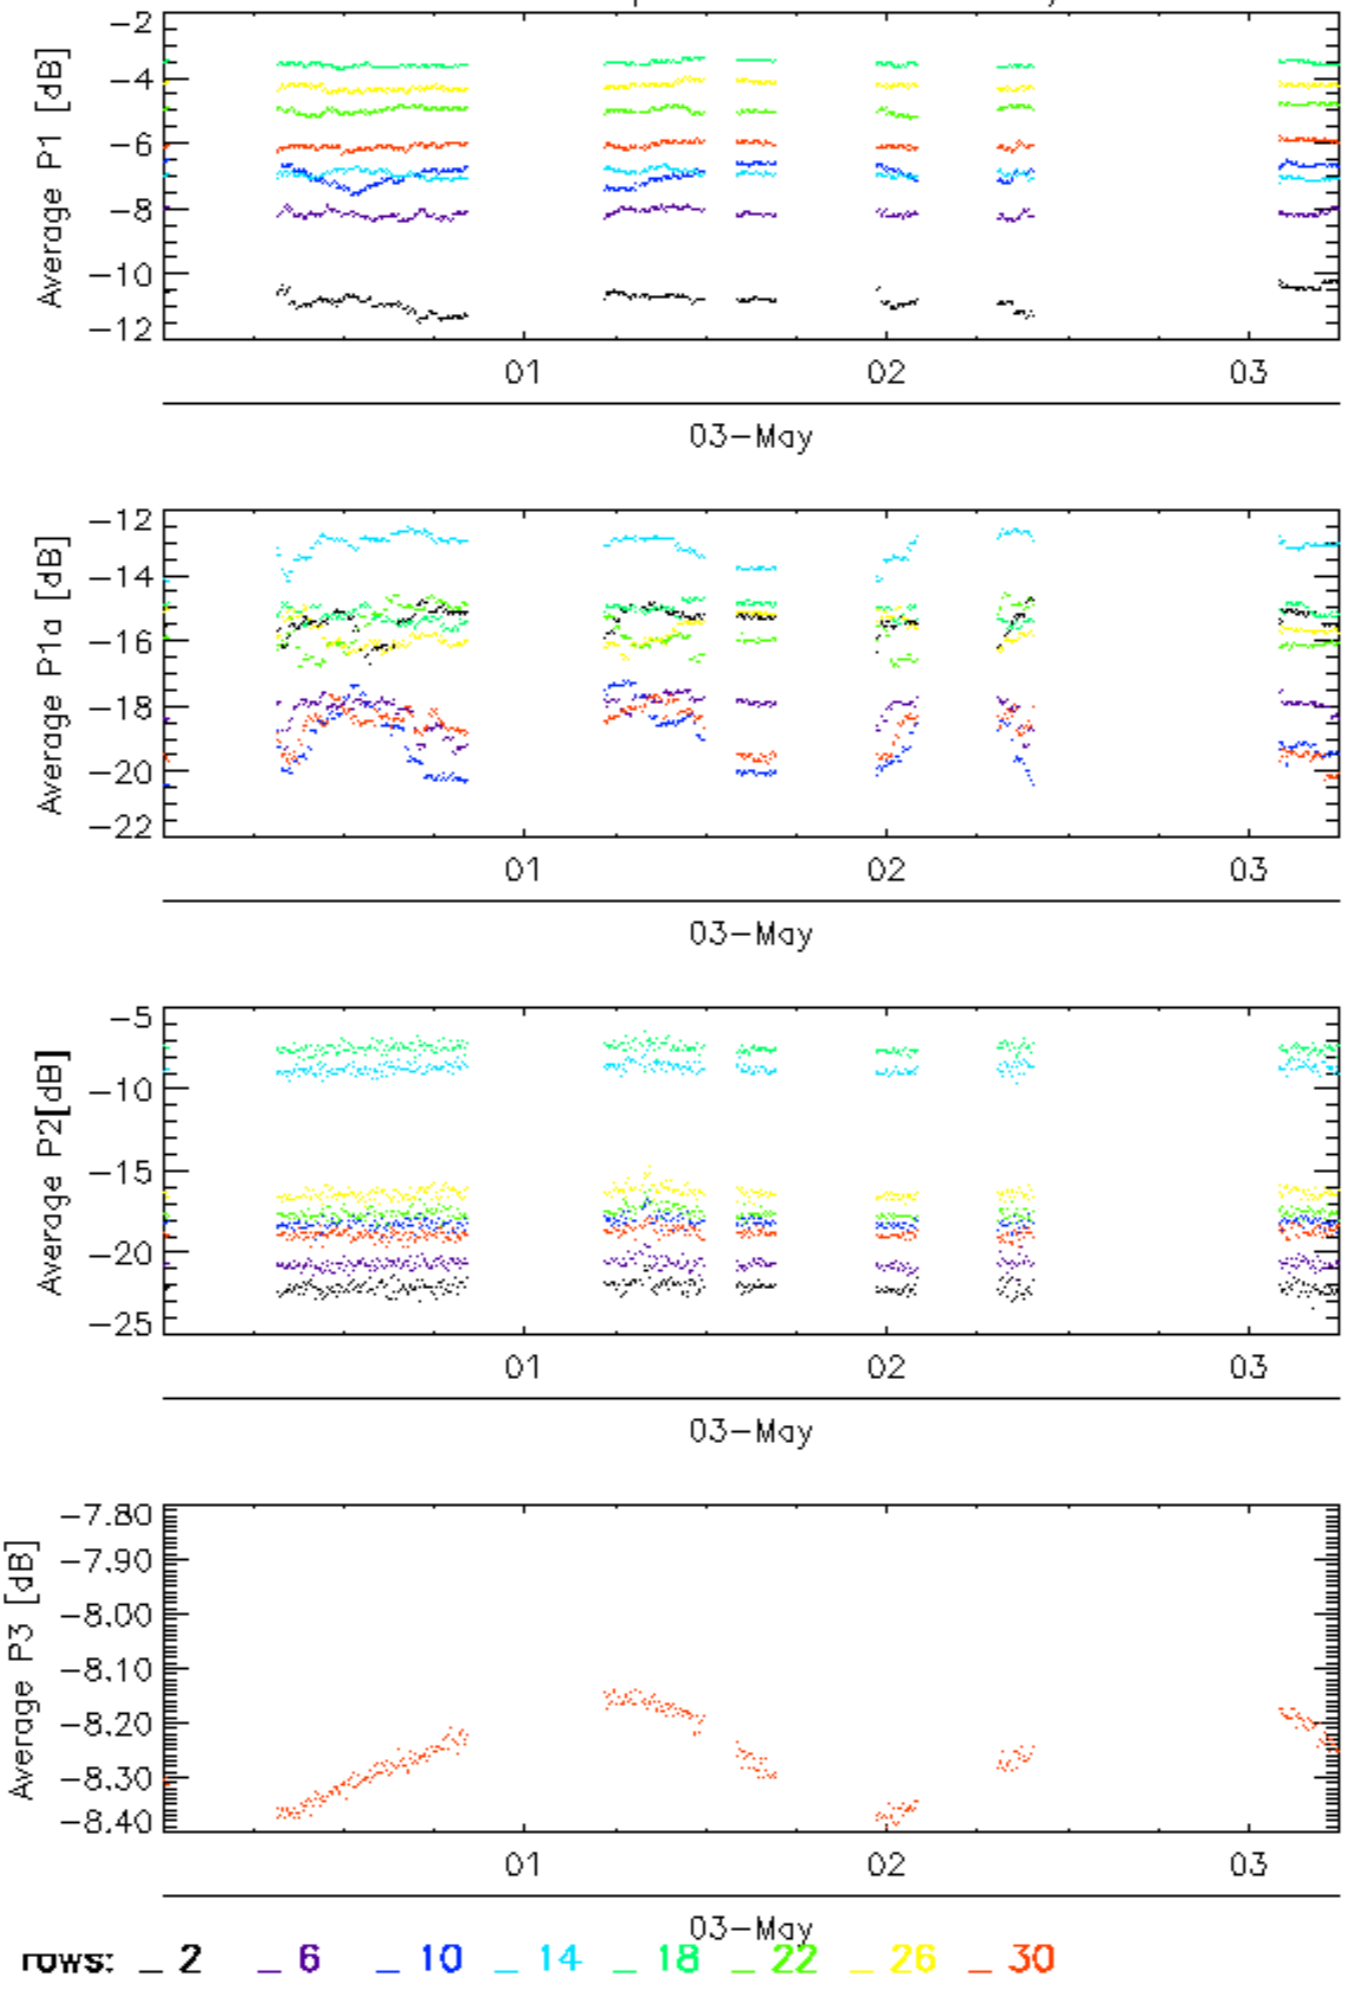 Average P1 [dB]
−2
−4
−6
−8
−10
−12
01 02 03
03−May
Average P1a [dB]
−12
−14
−16
−18
−20
−22
01 02 03
03−May
Average P2[dB]
−5
−10
−15
−20
−25
01 02 03
03−May
Average P3 [dB]
−7.80
−7.90
−8.00
−8.10
−8.20
−8.30
−8.40
01 02 03
03−May
rows: _ 2 _ 6 _ 10 _ 14 _ 18 _ 22 _ 26 _ 30